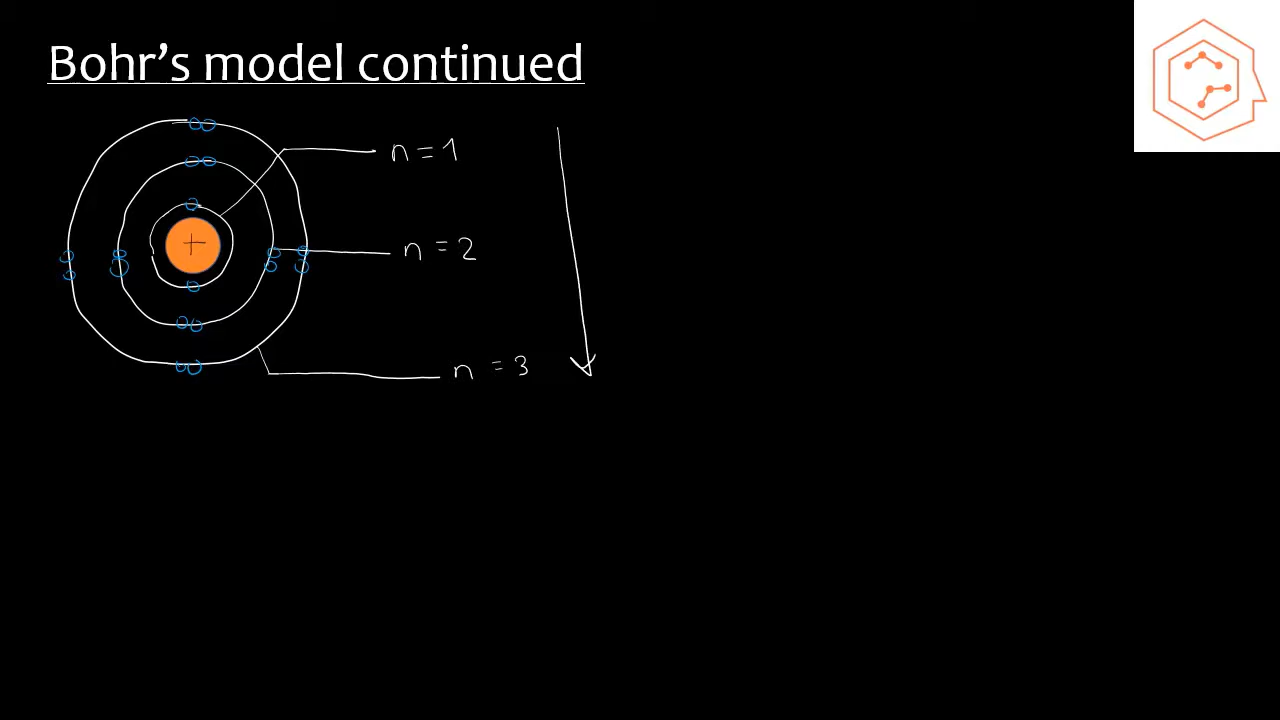 Bohr's model continued
n = 1
+
n = 2
n = 3